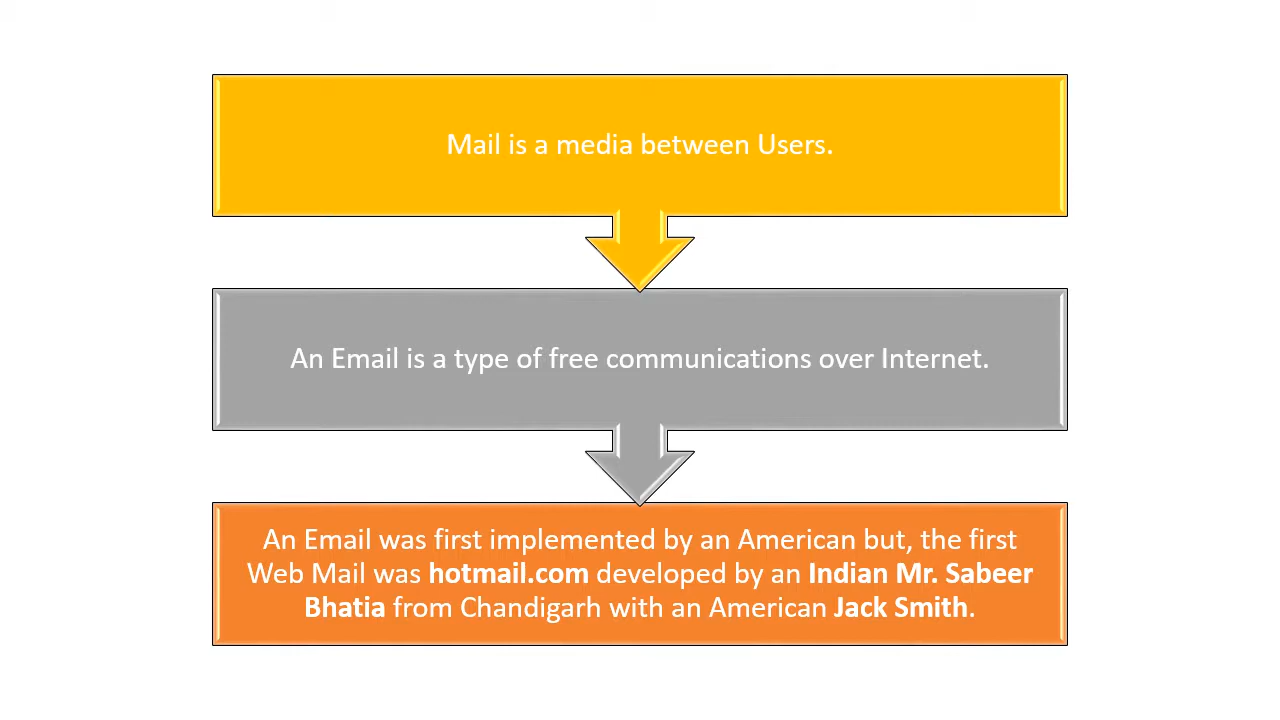 Mail is a media between Users.
An Email is a type of free communications over Internet.
An Email was first implemented by an American but, the first
Web Mail was hotmail.com developed by an Indian Mr. Sabeer
Bhatia from Chandigarh with an American Jack Smith.